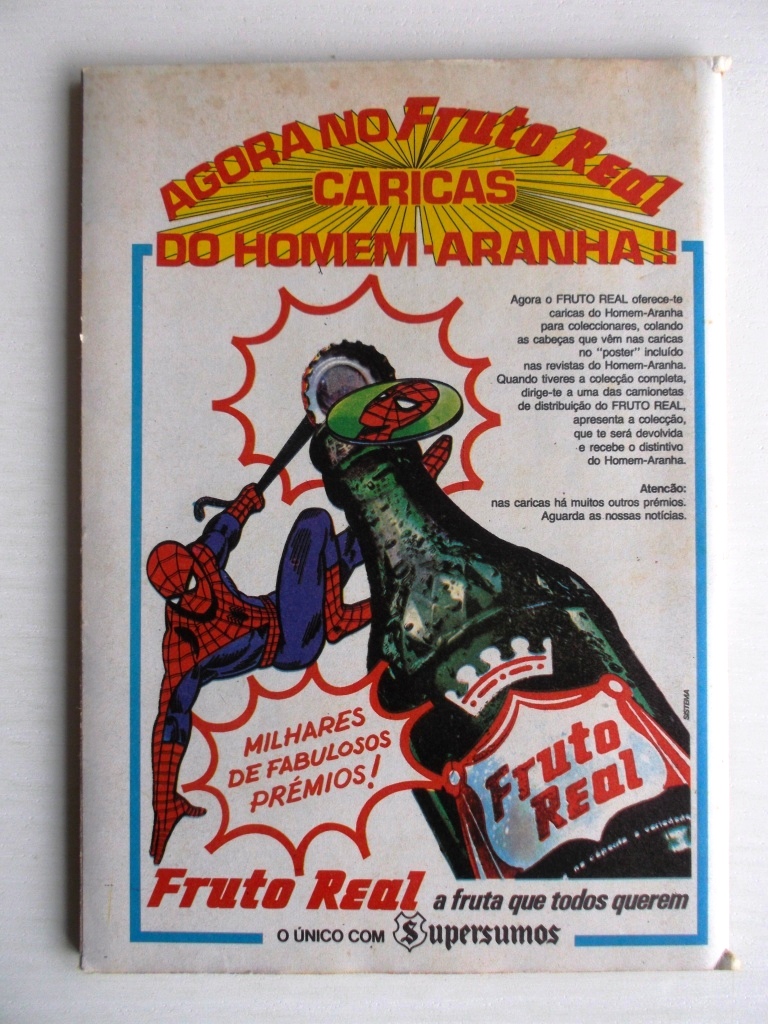 AGORA NO Fruto Real
CARICAS
DO HOMEM ARANHA!!
Agora o FRUTO REAL oferece-te
caricas do Homem-Aranha
para coleccionares, colando
as cabeças que vêm nas caricas
no "poster" incluído
nas revistas do Homem-Aranha.
Quando tiveres a colecção completa,
dirige-te a uma das camionetas
de distribuição do FRUTO REAL,
apresenta a colecção,
que te será devolvida
e recebe o distintivo
do Homem-Aranha.
Atencão:
nas caricas há muitos outros prémios.
Aguarda as nossas notícias.
SISTEMA
MILHARES
DE FABULOSOS
PRÉMIOS!
Fruto
Real
na cápsula a variedade
Fruto Real a fruta que todos querem
O ÚNICO COM Supersumos